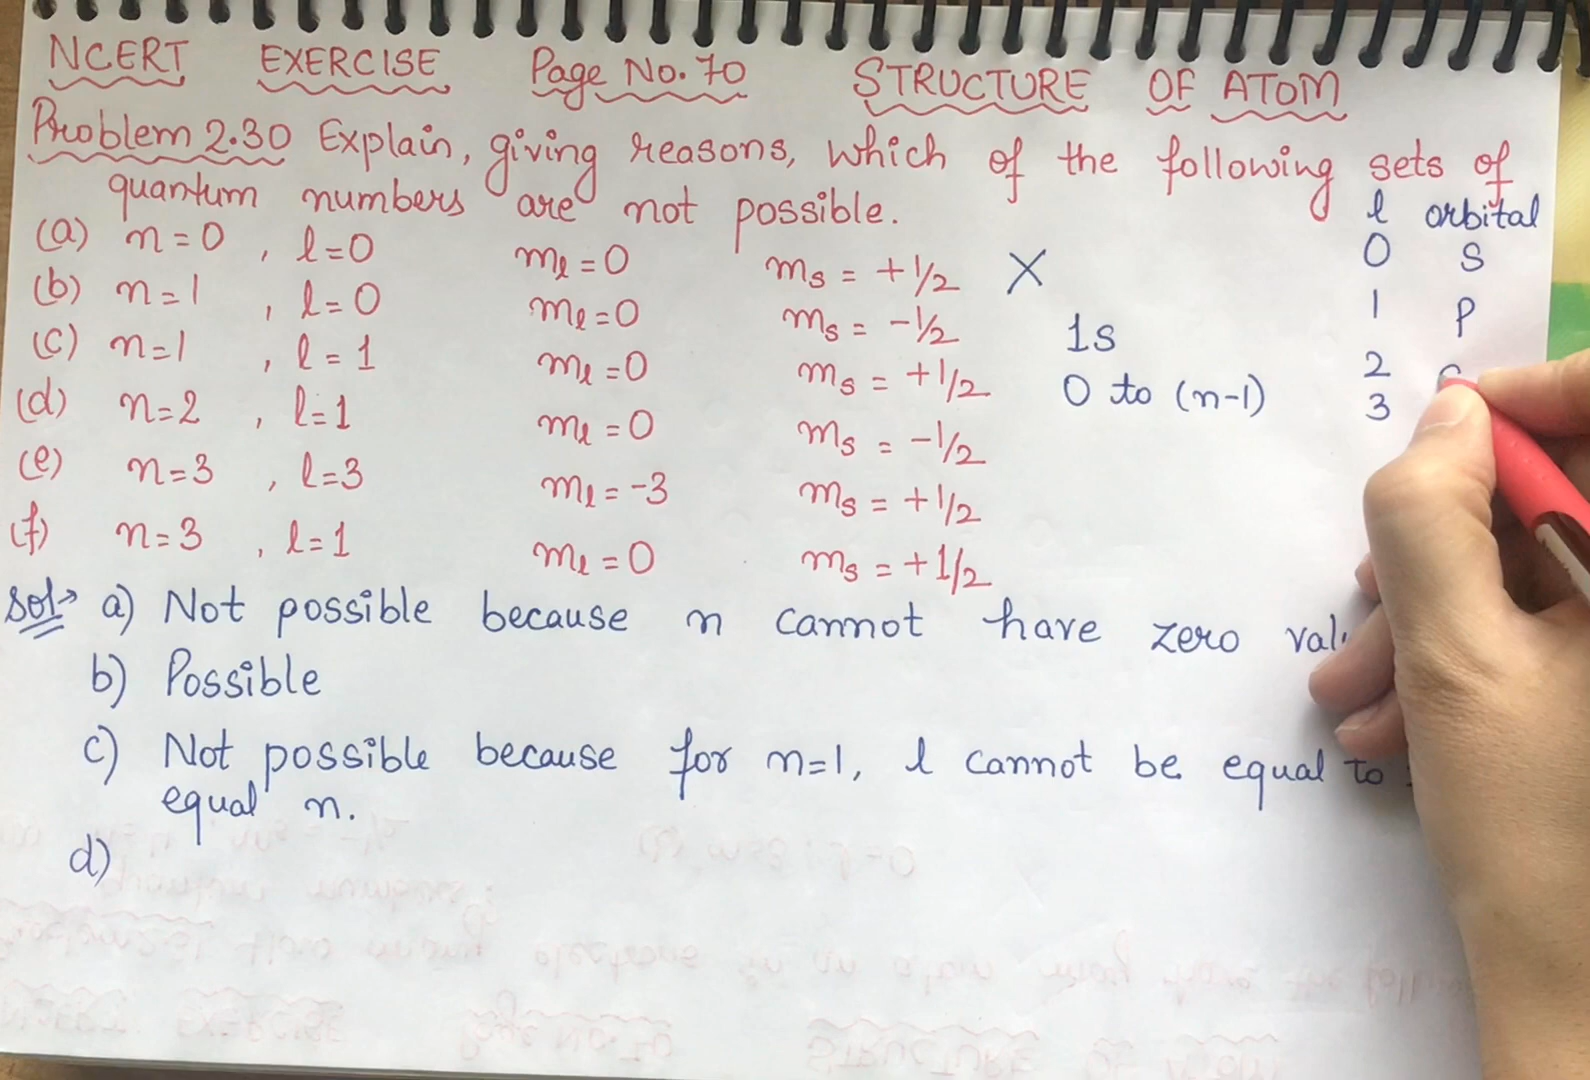 NCERT EXERCISE Page No. 70 STRUCTURE OF ATOM
Problem 2.30 Explain, giving reasons, which of the following sets of
quantum numbers are not possible.
(a) n=0 , l=0 ml=0 ms = +1/2 X
(b) n=1 , l=0 ml=0 ms = -1/2
(c) n=1 , l=1 ml=0 ms = +1/2
(d) n=2 , l=1 ml=0 ms = -1/2
(e) n=3 , l=3 ml=-3 ms = +1/2
(f) n=3 , l=1 ml=0 ms = +1/2
1s
0 to (n-1)
l orbital
0 s
1 p
2
3
Sol→ a) Not possible because n cannot have zero
b) Possible
c) Not possible because for n=1, l cannot be equal to
equal n.
d)